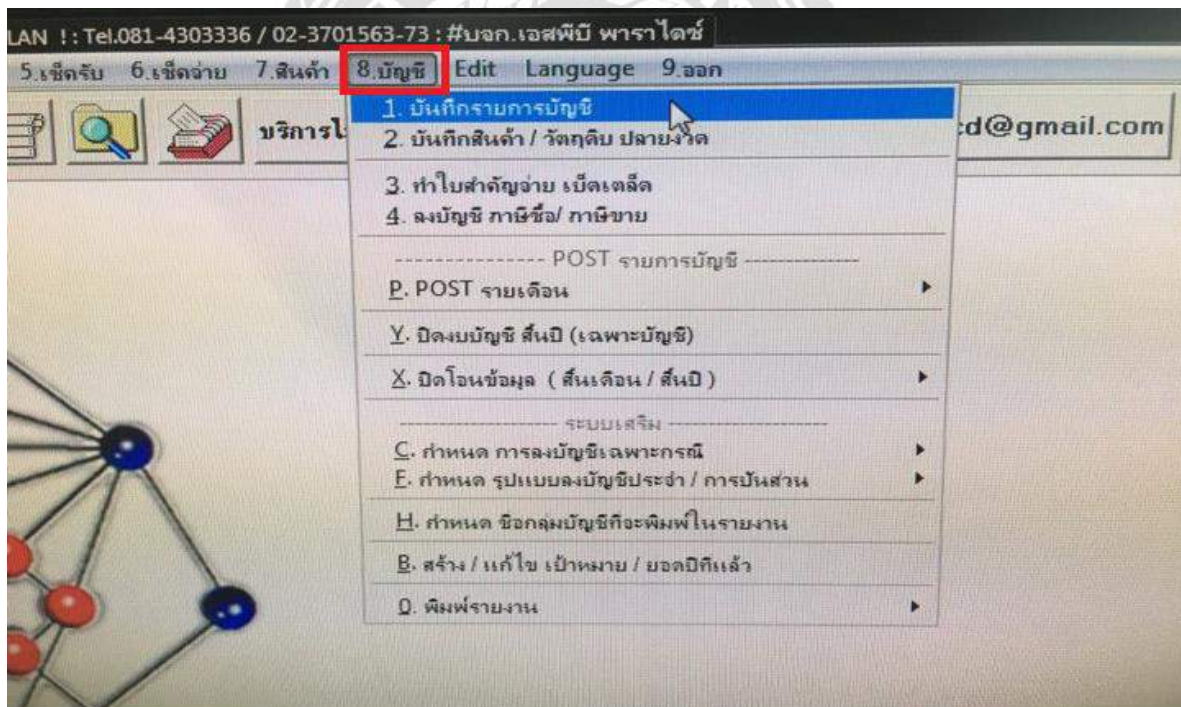 LAN !: Tel.081-4303336 / 02-3701563-73 : #บจก.เอสพีบี พาราไดซ์
5.เช็ครับ 6.เช็คจ่าย 7.สินค้า 8.บัญชี Edit Language 9.ออก
บริการ cd@gmail.com
1. บันทึกรายการบัญชี
2. บันทึกสินค้า / วัตถุดิบ ปลายงวด
3. ทำใบสำคัญจ่าย เบ็ดเตล็ด
4. ลงบัญชี ภาษีซื้อ/ ภาษีขาย
--------------- POST รายการบัญชี --------------
P. POST รายเดือน
Y. ปิดงบบัญชี สิ้นปี (เฉพาะบัญชี)
X. ปิดโอนข้อมูล ( สิ้นเดือน / สิ้นปี )
------------------- ระบบเสริม -------------------
C. กำหนด การลงบัญชีเฉพาะกรณี
F. กำหนด รูปแบบลงบัญชีประจำ / การปันส่วน
H. กำหนด ชื่อกลุ่มบัญชีที่จะพิมพ์ในรายงาน
B. สร้าง / แก้ไข เป้าหมาย / ยอดปีที่แล้ว
0. พิมพ์รายงาน